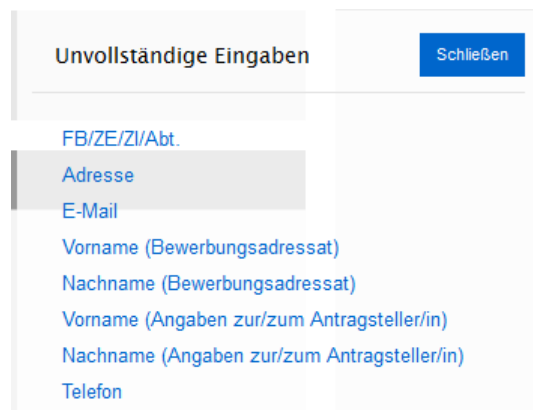 Unvollständige Eingaben
Schließen
FB/ZE/ZI/Abt.
Adresse
E-Mail
Vorname (Bewerbungsadressat)
Nachname (Bewerbungsadressat)
Vorname (Angaben zur/zum Antragsteller/in)
Nachname (Angaben zur/zum Antragsteller/in)
Telefon